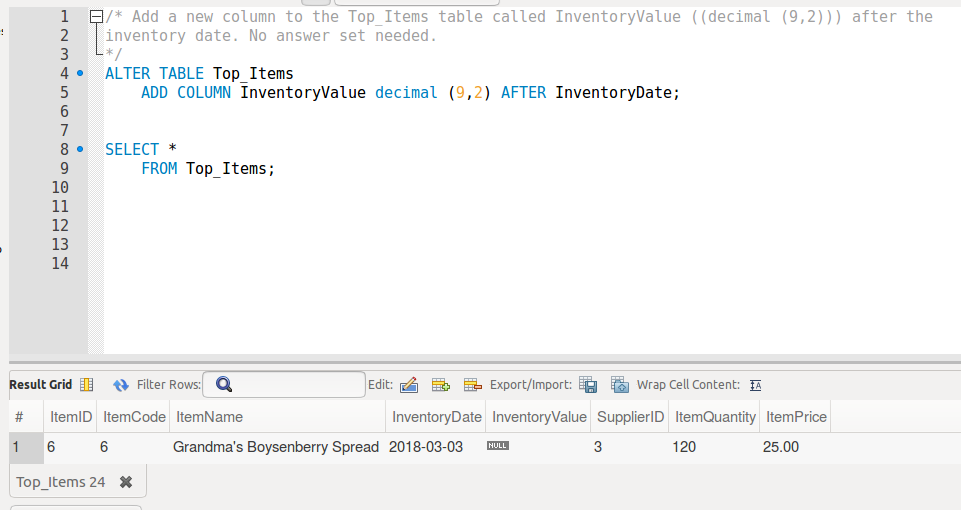 1 /* Add a new column to the Top_Items table called InventoryValue ((decimal (9,2))) after the
2 inventory date. No answer set needed.
3 */
4 ALTER TABLE Top_Items
5 ADD COLUMN InventoryValue decimal (9,2) AFTER InventoryDate;
6
7
8 SELECT *
9 FROM Top_Items;
10
11
12
13
14
Result Grid Filter Rows: Edit: Export/Import: Wrap Cell Content: IA
# ItemID ItemCode ItemName InventoryDate InventoryValue SupplierID ItemQuantity ItemPrice
1 6 6 Grandma's Boysenberry Spread 2018-03-03 NULL 3 120 25.00
Top_Items 24